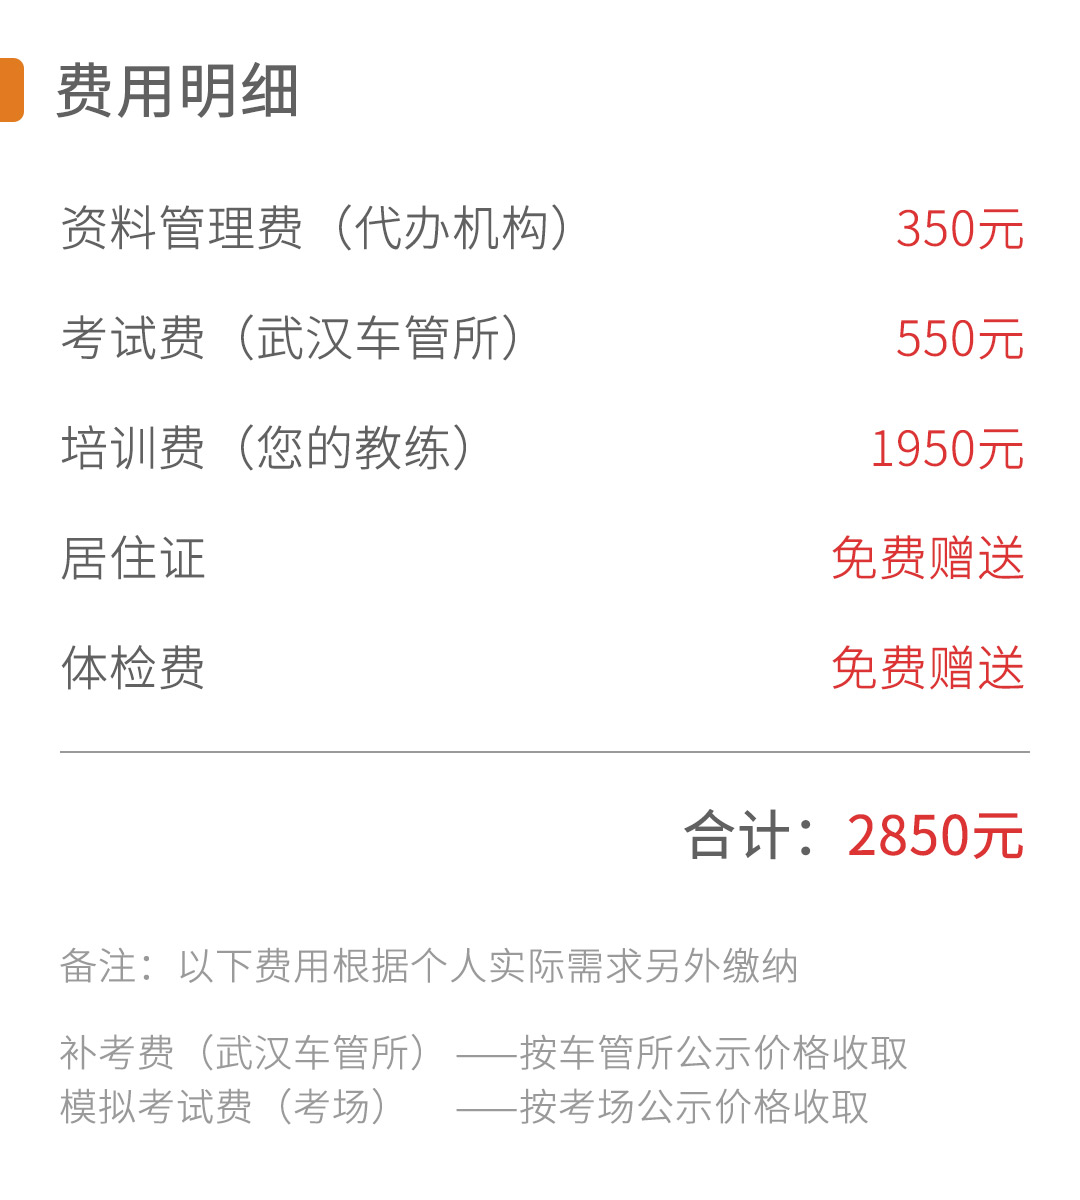 费用明细
资料管理费（代办机构） 350元
考试费（武汉车管所） 550元
培训费（您的教练） 1950元
居住证 免费赠送
体检费 免费赠送
合计：2850元
备注：以下费用根据个人实际需求另外缴纳
补考费（武汉车管所） ——按车管所公示价格收取
模拟考试费（考场） ——按考场公示价格收取